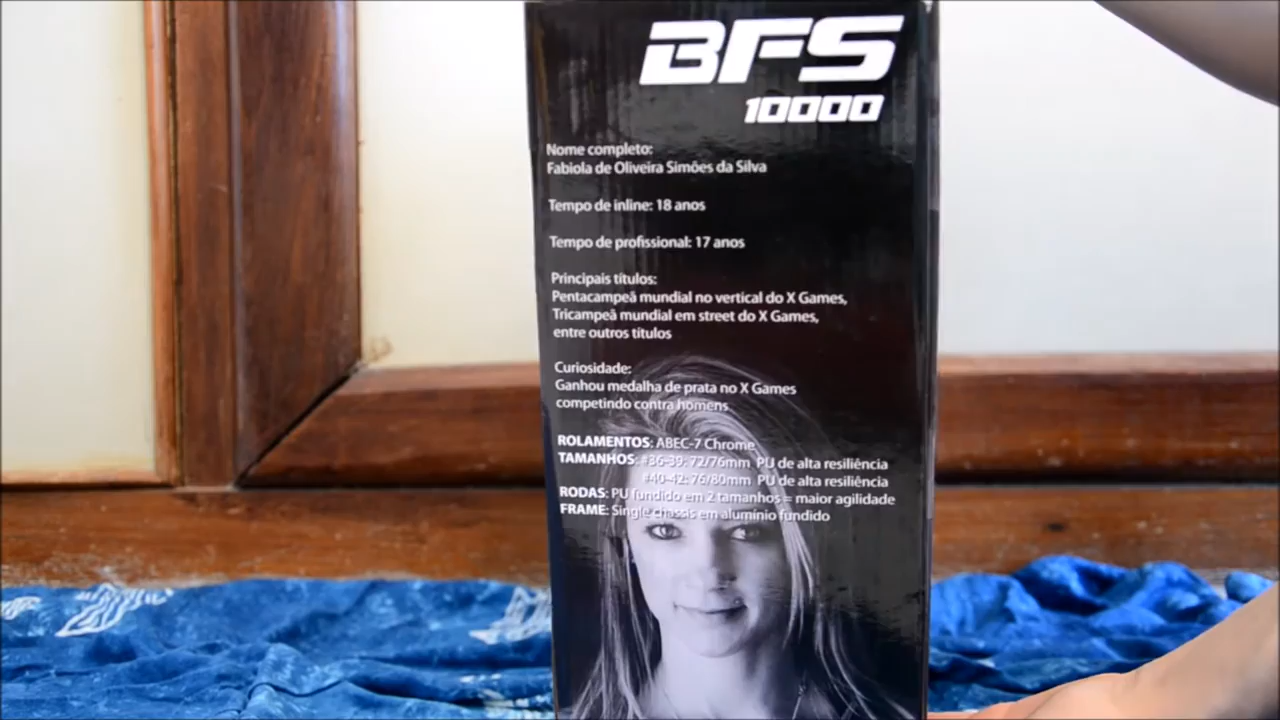 BFS
10000
Nome completo:
Fabiola de Oliveira Simões da Silva
Tempo de inline: 18 anos
Tempo de profissional: 17 anos
Principais títulos:
Pentacampeã mundial no vertical do X Games,
Tricampeã mundial em street do X Games,
entre outros títulos
Curiosidade:
Ganhou medalha de prata no X Games
competindo contra homens
ROLAMENTOS: ABEC-7 Chrome
TAMANHOS: #36-39: 72/76mm PU de alta resiliência
#40-42: 76/80mm PU de alta resiliência
RODAS: PU fundido em 2 tamanhos = maior agilidade
FRAME: Single chassis em alumínio fundido